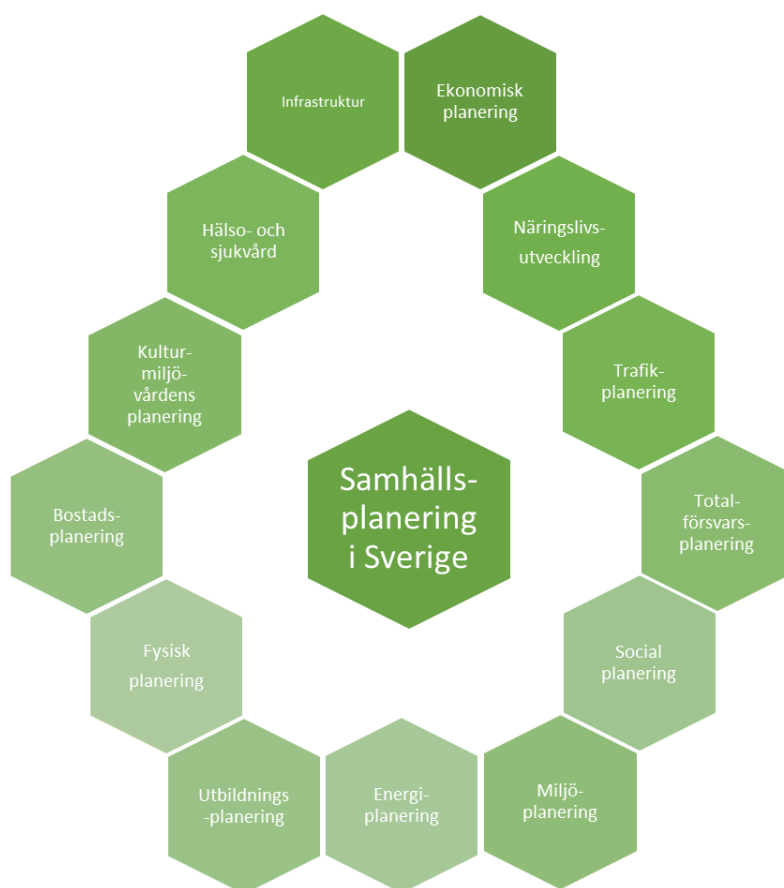 Infrastruktur
Ekonomisk
planering
Hälso- och
sjukvård
Näringslivs-
utveckling
Kultur-
miljö-
vårdens
planering
Trafik-
planering
Samhälls-
planering
i Sverige
Bostads-
planering
Total-
försvars-
planering
Fysisk
planering
Social
planering
Utbildnings
-planering
Energi-
planering
Miljö-
planering